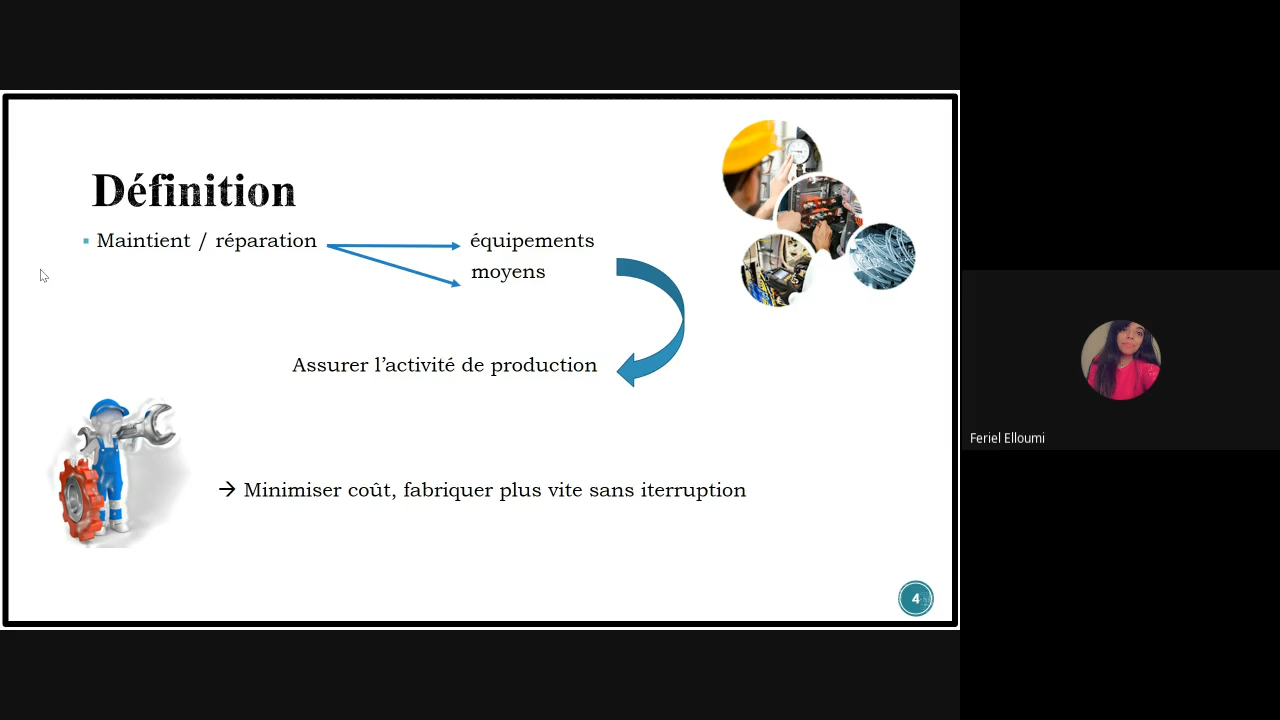 Définition
▪ Maintient / réparation équipements
moyens
Assurer l’activité de production
→ Minimiser coût, fabriquer plus vite sans iterruption
4
Feriel Elloumi